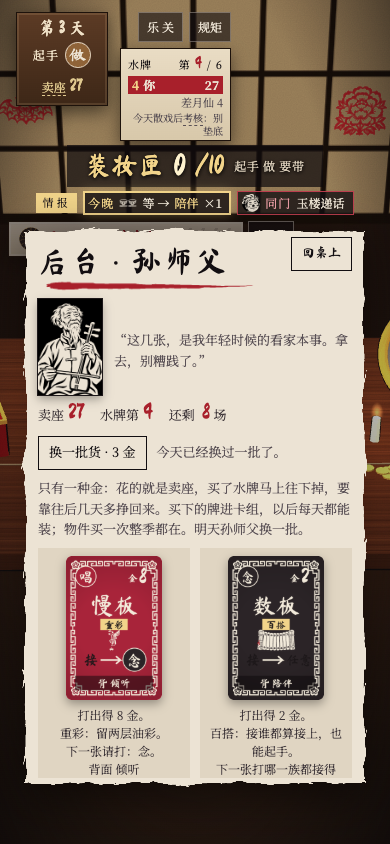 第3天
起手 做
卖座 27
乐关
规矩
水牌 第4/6
4 你 27
差月仙 4
今天散戏后考核：别垫底
装妆匣 0/10 起手 做 要带
情报
今晚 等→陪伴 ×1
同门 玉楼递话
后台·孙师父
回桌上
“这几张，是我年轻时候的看家本事。拿
去，别糟践了。”
卖座 27 水牌第 4 还剩 8 场
换一批货 · 3 金
今天已经换过一批了。
只有一种金：花的就是卖座，买了水牌马上往下掉，要
靠往后几天多挣回来。买下的牌进卡组，以后每天都能
装；物件买一次整季都在。明天孙师父换一批。
唱 金8
慢板
重彩
接→念
背 倾听
打出得 8 金。
重彩：留两层油彩。
下一张请打：念。
背面 倾听
念 金2
数板
百搭
接→
背 陪伴
打出得 2 金。
百搭：接谁都算接上，也
能起手。
下一张打哪一族都接得